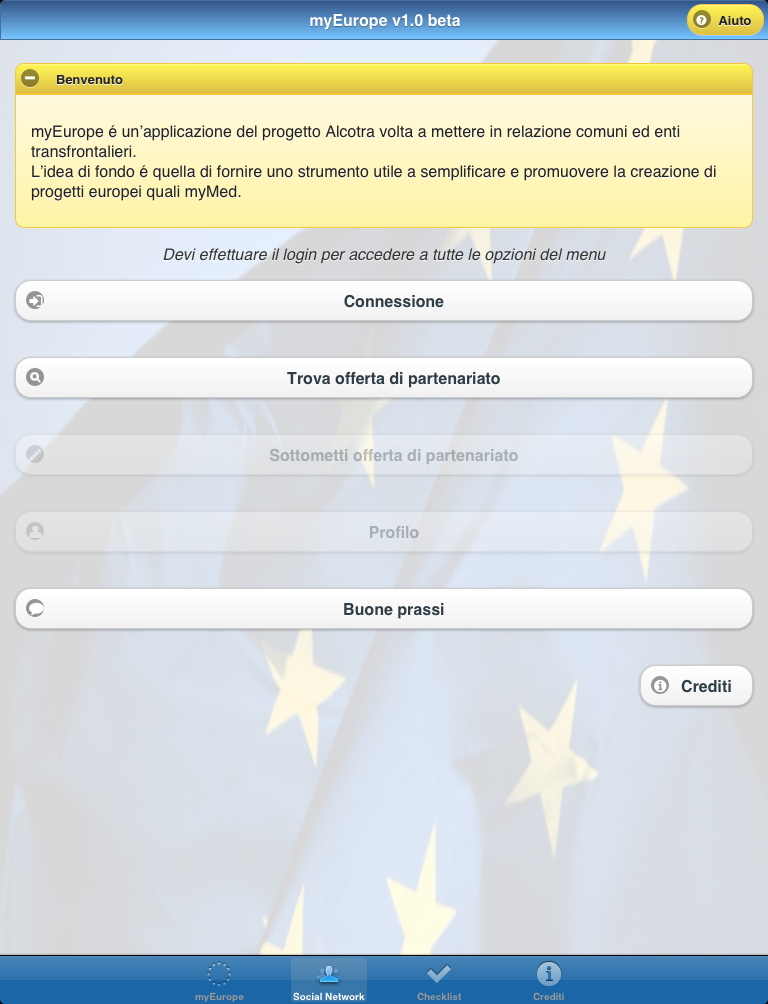 myEurope v1.0 beta
Aiuto
Benvenuto
myEurope é un'applicazione del progetto Alcotra volta a mettere in relazione comuni ed enti
transfrontalieri.
L'idea di fondo é quella di fornire uno strumento utile a semplificare e promuovere la creazione di
progetti europei quali myMed.
Devi effettuare il login per accedere a tutte le opzioni del menu
Connessione
Trova offerta di partenariato
Sottometti offerta di partenariato
Profilo
Buone prassi
Crediti
myEurope
Social Network
Checklist
Crediti